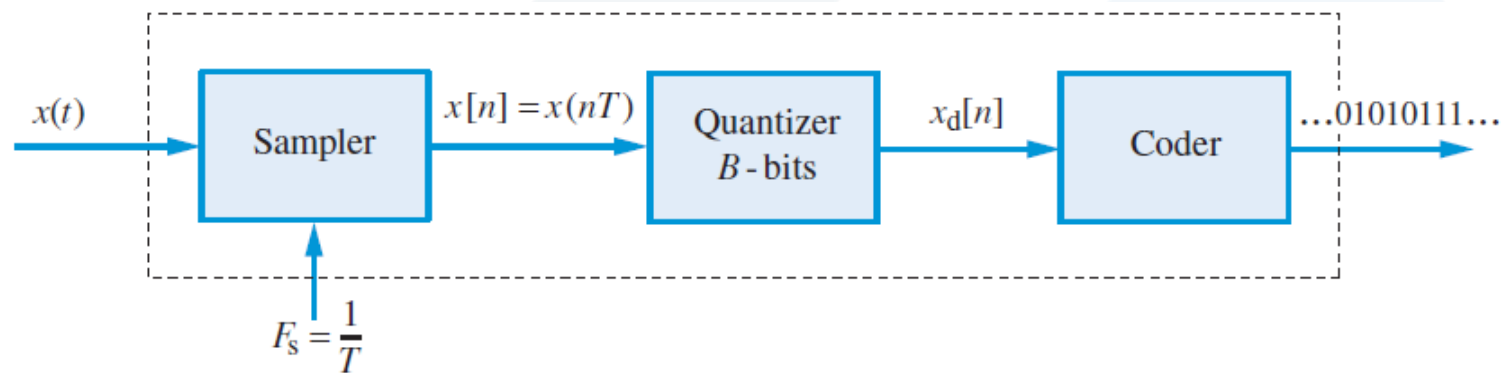 x(t)
Sampler
x[n] = x(nT)
Quantizer
B - bits
x_d[n]
Coder
...01010111...
F_s = 1/T